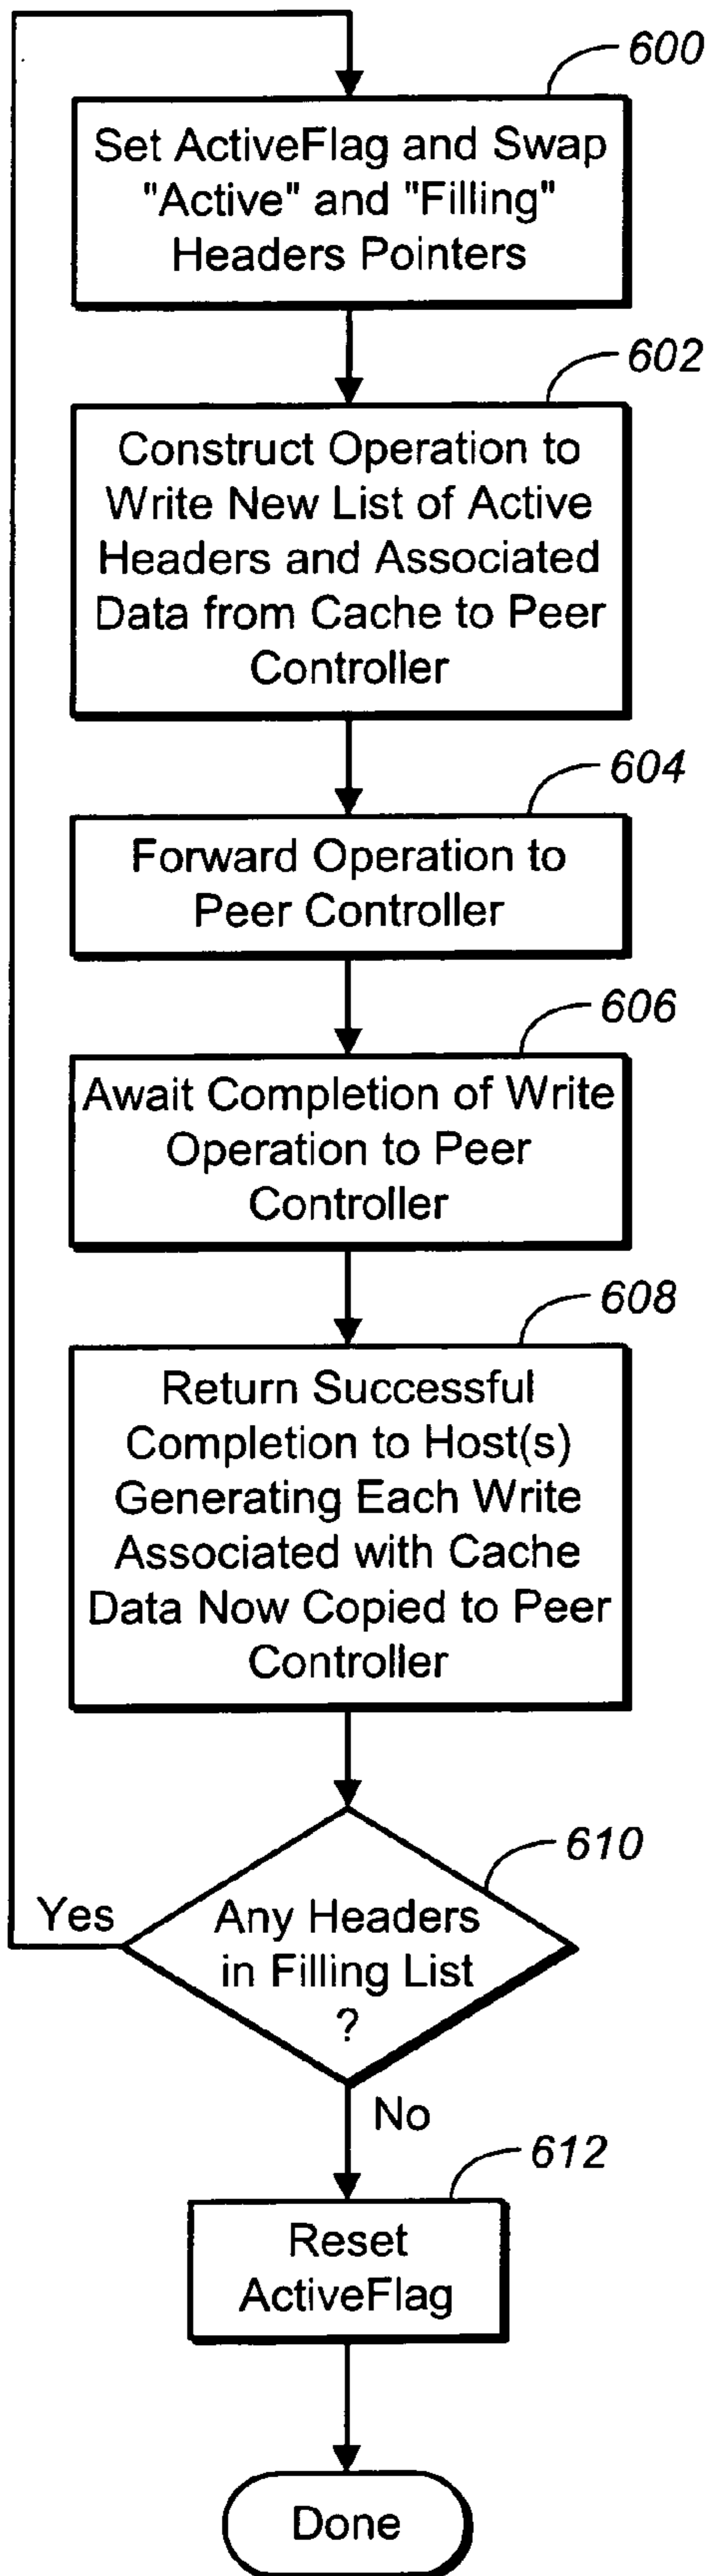 600
Set ActiveFlag and Swap
"Active" and "Filling"
Headers Pointers
602
Construct Operation to
Write New List of Active
Headers and Associated
Data from Cache to Peer
Controller
604
Forward Operation to
Peer Controller
606
Await Completion of Write
Operation to Peer
Controller
608
Return Successful
Completion to Host(s)
Generating Each Write
Associated with Cache
Data Now Copied to Peer
Controller
610
Yes
Any Headers
in Filling List
?
No
612
Reset
ActiveFlag
Done